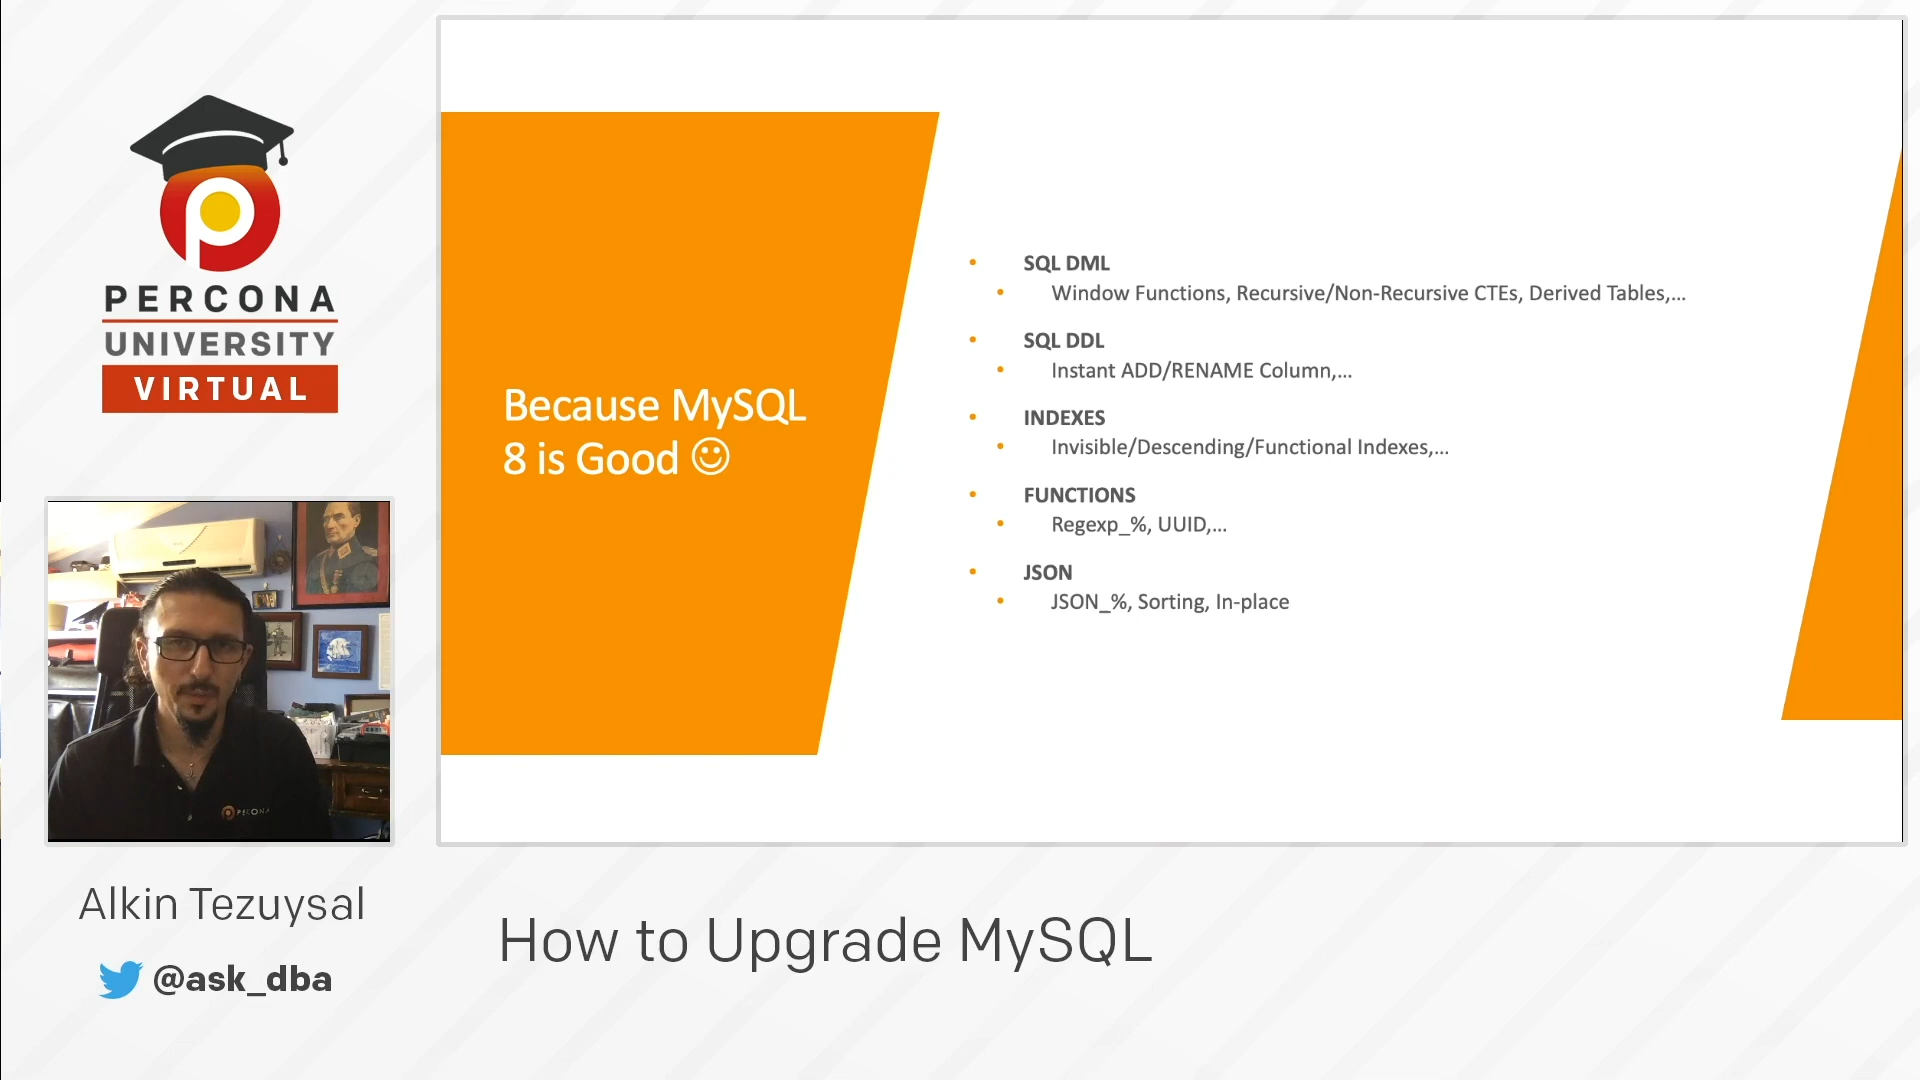 PERCONA
UNIVERSITY
VIRTUAL
Because MySQL
8 is Good ☺
• SQL DML
• Window Functions, Recursive/Non-Recursive CTEs, Derived Tables,...
• SQL DDL
• Instant ADD/RENAME Column,...
• INDEXES
• Invisible/Descending/Functional Indexes,...
• FUNCTIONS
• Regexp_%, UUID,...
• JSON
• JSON_%, Sorting, In-place
PERCONA
Alkin Tezuysal
@ask_dba
How to Upgrade MySQL